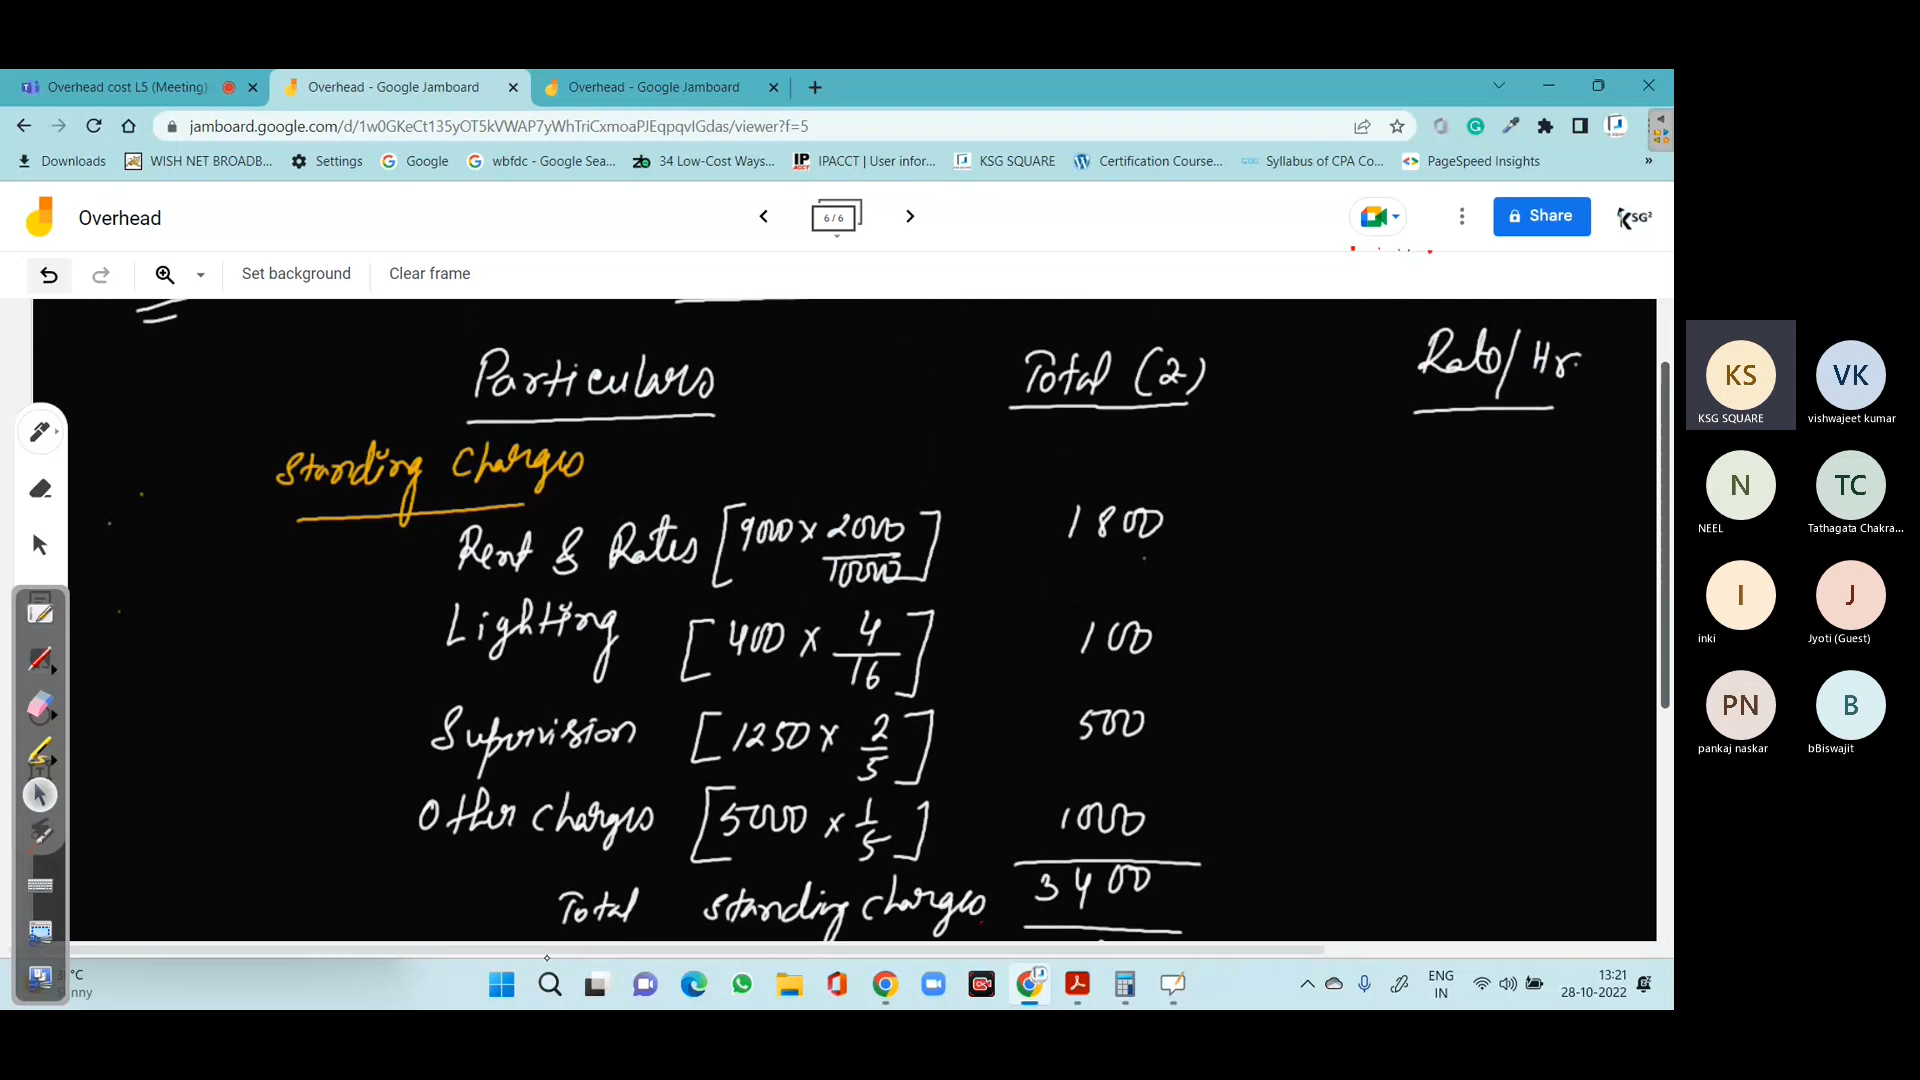 Overhead cost L5 (Meeting)
Overhead - Google Jamboard
Overhead - Google Jamboard
jamboard.google.com/d/1w0GKeCt135yOT5kVWAP7yWhTriCxmoaPJEqpqvIGdas/viewer?f=5
Downloads
WISH NET BROADB...
Settings
Google
wbfdc - Google Sea...
34 Low-Cost Ways...
IPACCT | User infor...
KSG SQUARE
Certification Course...
Syllabus of CPA Co...
PageSpeed Insights
»
Overhead
6 / 6
Share
KSG²
Set background
Clear frame
Particulars Total (2) Rate/Hr.
Standing Charges
Rent & Rates [9000 x 2000/10000] 1800
Lighting [400 x 4/16] 100
Supervision [1250 x 2/5] 500
Other charges [5000 x 1/5] 1000
Total standing charges 3400
KS
KSG SQUARE
VK
vishwajeet kumar
N
NEEL
TC
Tathagata Chakra...
I
inki
J
Jyoti (Guest)
PN
pankaj naskar
B
bBiswajit
ENG
IN
13:21
28-10-2022